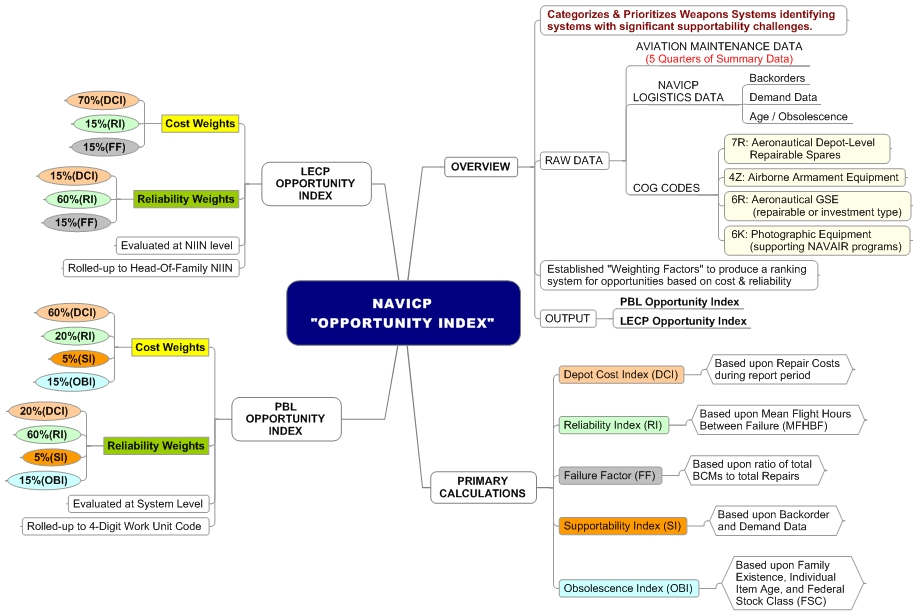 NAVICP
"OPPORTUNITY INDEX"
OVERVIEW
Categorizes & Prioritizes Weapons Systems identifying
systems with significant supportability challenges.
RAW DATA
AVIATION MAINTENANCE DATA
(5 Quarters of Summary Data)
NAVICP
LOGISTICS DATA
Backorders
Demand Data
Age / Obsolescence
COG CODES
7R: Aeronautical Depot-Level
Repairable Spares
4Z: Airborne Armament Equipment
6R: Aeronautical GSE
(repairable or investment type)
6K: Photographic Equipment
(supporting NAVAIR programs)
Established "Weighting Factors" to produce a ranking
system for opportunities based on cost & reliability
OUTPUT
PBL Opportunity Index
LECP Opportunity Index
PRIMARY
CALCULATIONS
Depot Cost Index (DCI)
Based upon Repair Costs
during report period
Reliability Index (RI)
Based upon Mean Flight Hours
Between Failure (MFHBF)
Failure Factor (FF)
Based upon ratio of total
BCMs to total Repairs
Supportability Index (SI)
Based upon Backorder
and Demand Data
Obsolescence Index (OBI)
Based upon Family
Existence, Individual
Item Age, and Federal
Stock Class (FSC)
LECP
OPPORTUNITY
INDEX
Cost Weights
70%(DCI)
15%(RI)
15%(FF)
Reliability Weights
15%(DCI)
60%(RI)
15%(FF)
Evaluated at NIIN level
Rolled-up to Head-Of-Family NIIN
PBL
OPPORTUNITY
INDEX
Cost Weights
60%(DCI)
20%(RI)
5%(SI)
15%(OBI)
Reliability Weights
20%(DCI)
60%(RI)
5%(SI)
15%(OBI)
Evaluated at System Level
Rolled-up to 4-Digit Work Unit Code